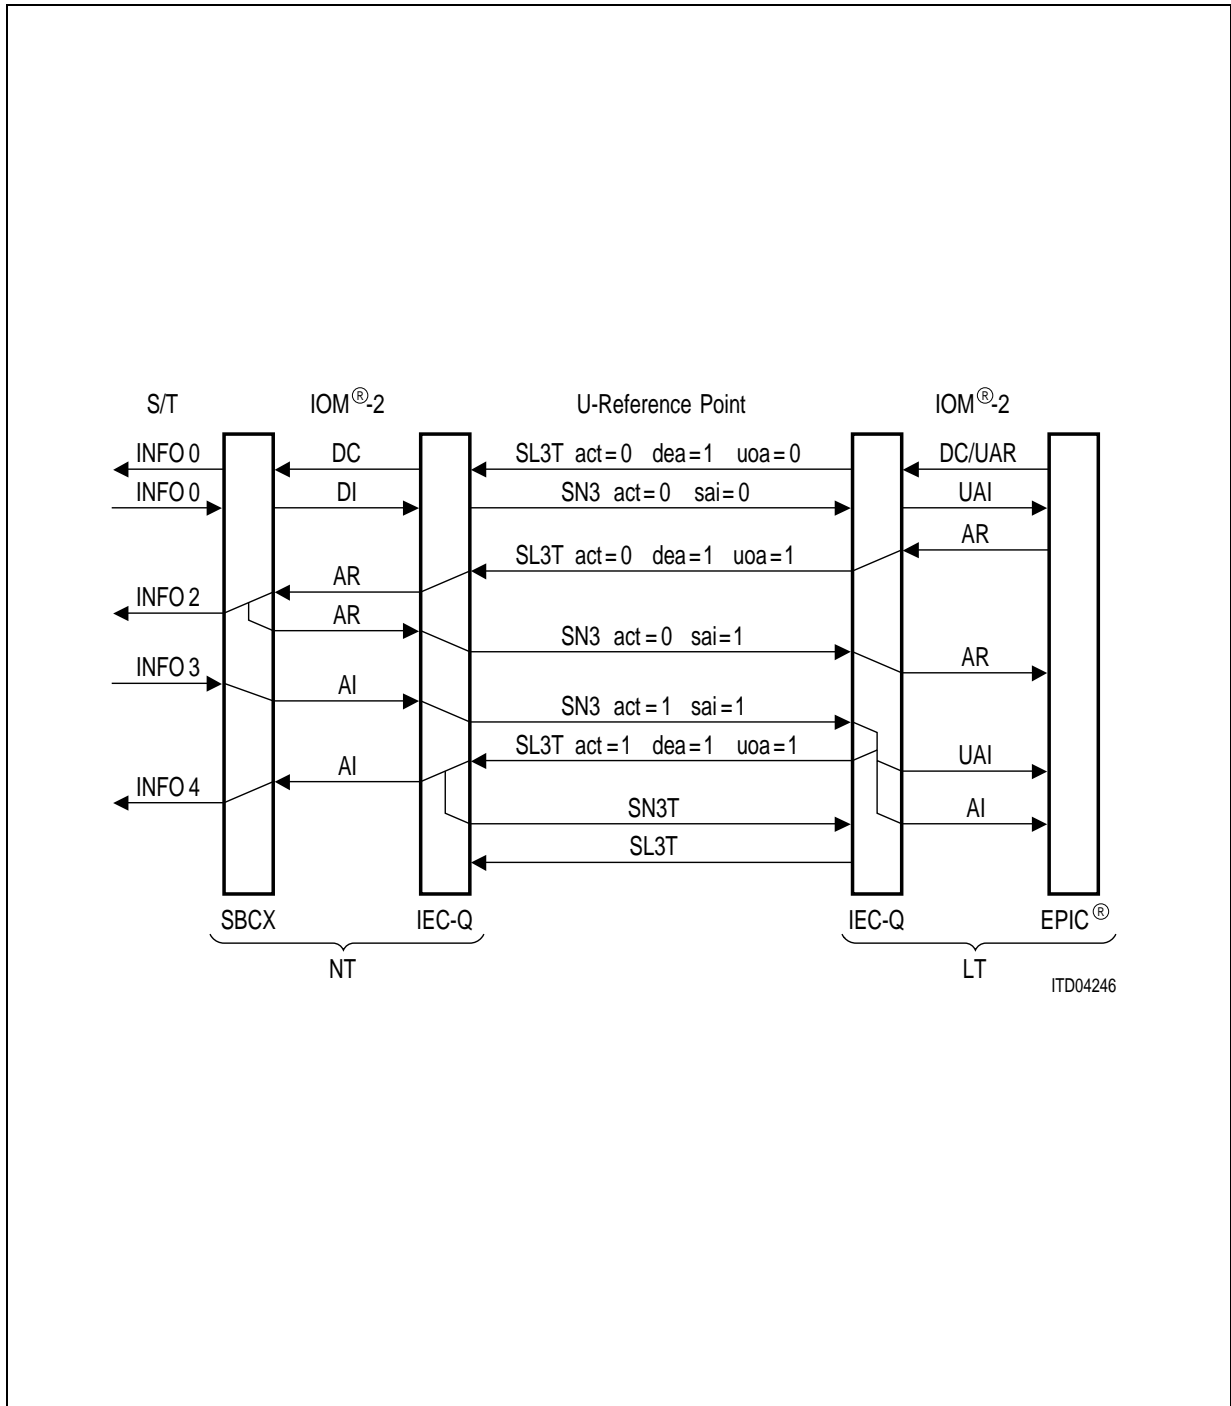 S/T IOM®-2 U-Reference Point IOM®-2
INFO 0 DC SL3T act=0 dea=1 uoa=0 DC/UAR
INFO 0 DI SN3 act=0 sai=0 UAI
AR
SL3T act=0 dea=1 uoa=1
AR
INFO 2
AR
SN3 act=0 sai=1
AR
INFO 3
AI
SN3 act=1 sai=1
SL3T act=1 dea=1 uoa=1
UAI
AI
INFO 4
SN3T AI
SL3T
SBCX IEC-Q IEC-Q EPIC®
NT LT
ITD04246